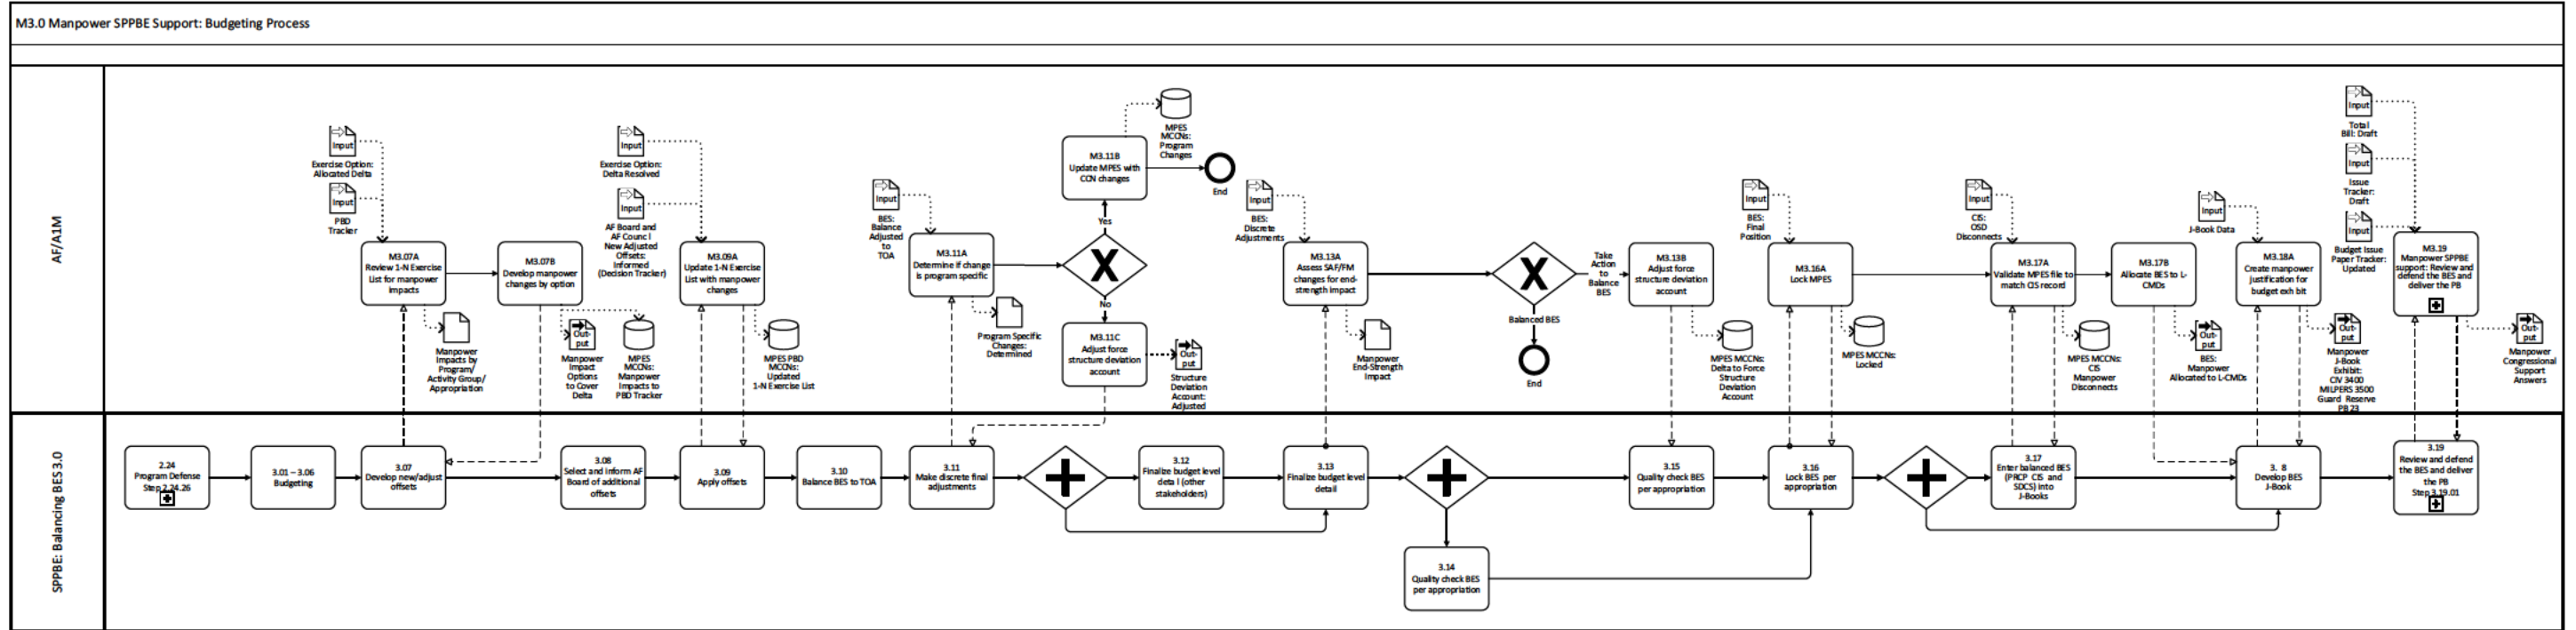 M3.0 Manpower SPPBE Support: Budgeting Process
AF/A1M
Input
Exercise Option:
Allocated Delta
Input
PBD
Tracker
M3.07A
Review 1-N Exercise
List for manpower
impacts
Manpower
Impacts by
Program/
Activity Group/
Appropriation
M3.07B
Develop manpower
changes by option
Out-
put
Manpower
Impact
Options
to Cover
Delta
MPES
MCCNs:
Manpower
Impacts to
PBD Tracker
Input
Exercise Option:
Delta Resolved
Input
AF Board and
AF Counc l
New Adjusted
Offsets:
Informed
(Decision Tracker)
M3.09A
Update 1-N Exercise
List with manpower
changes
MPES PBD
MCCNs:
Updated
1-N Exercise List
Input
BES:
Balance
Adjusted
to
TOA
M3.11A
Determine if change
is program specific
Program Specific
Changes:
Determined
X
Yes
No
M3.11B
Update MPES with
CCN changes
MPES
MCCNs:
Program
Changes
End
M3.11C
Adjust force
structure deviation
account
Out-
put
Structure
Deviation
Account:
Adjusted
Input
BES:
Discrete
Adjustments
M3.13A
Assess SAF/FM
changes for end-
strength impact
Manpower
End-Strength
Impact
X
Take
Action
to
Balance
BES
Balanced BES
End
M3.13B
Adjust force
structure deviation
account
MPES MCCNs:
Delta to Force
Structure
Deviation
Account
Input
BES:
Final
Position
M3.16A
Lock MPES
MPES MCCNs:
Locked
Input
CIS:
OSD
Disconnects
M3.17A
Validate MPES file to
match CIS record
MPES MCCNs:
CIS
Manpower
Disconnects
M3.17B
Allocate BES to L-
CMDs
Out-
put
BES:
Manpower
Allocated to L-CMDs
Input
J-Book Data
M3.18A
Create manpower
justification for
budget exh bit
Out-
put
Manpower
J-Book
Exhibit:
CIV 3400
MILPERS 3500
Guard Reserve
PB 23
Input
Total
Bill: Draft
Input
Issue
Tracker:
Draft
Input
Budget Issue
Paper Tracker:
Updated
M3.19
Manpower SPPBE
support: Review and
defend the BES and
deliver the PB
Out-
put
Manpower
Congressional
Support
Answers
SPPBE: Balancing BES 3.0
2.24
Program Defense
Step 2.24.26
3.01 – 3.06
Budgeting
3.07
Develop new/adjust
offsets
3.08
Select and Inform AF
Board of additional
offsets
3.09
Apply offsets
3.10
Balance BES to TOA
3.11
Make discrete final
adjustments
3.12
Finalize budget level
deta l (other
stakeholders)
3.13
Finalize budget level
detail
3.14
Quality check BES
per appropriation
3.15
Quality check BES
per appropriation
3.16
Lock BES per
appropriation
3.17
Enter balanced BES
(PRCP CIS and
SDCS) into
J-Books
3. 8
Develop BES
J-Book
3.19
Review and defend
the BES and deliver
the PB
Step 3.19.01